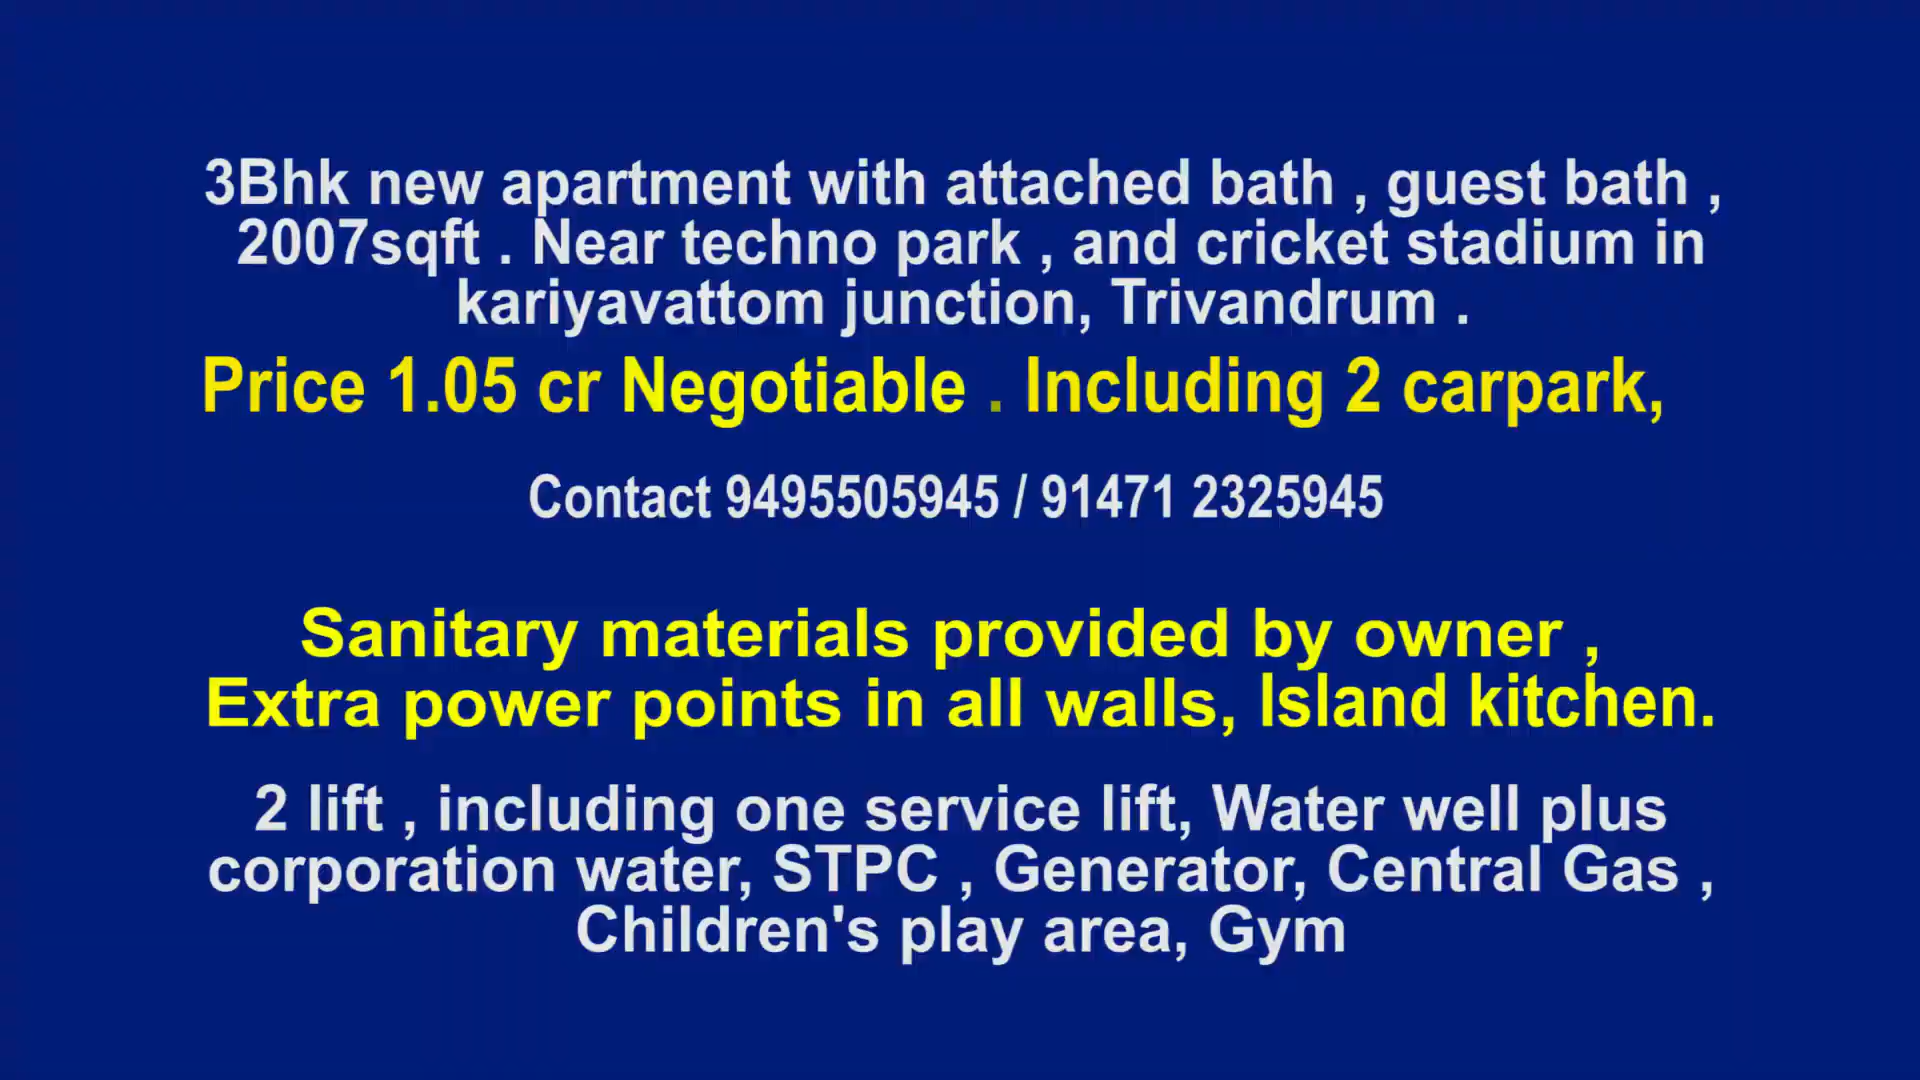 3Bhk new apartment with attached bath , guest bath ,
2007sqft . Near techno park , and cricket stadium in
kariyavattom junction, Trivandrum .
Price 1.05 cr Negotiable . Including 2 carpark,
Contact 9495505945 / 91471 2325945
Sanitary materials provided by owner ,
Extra power points in all walls, Island kitchen.
2 lift , including one service lift, Water well plus
corporation water, STPC , Generator, Central Gas ,
Children's play area, Gym